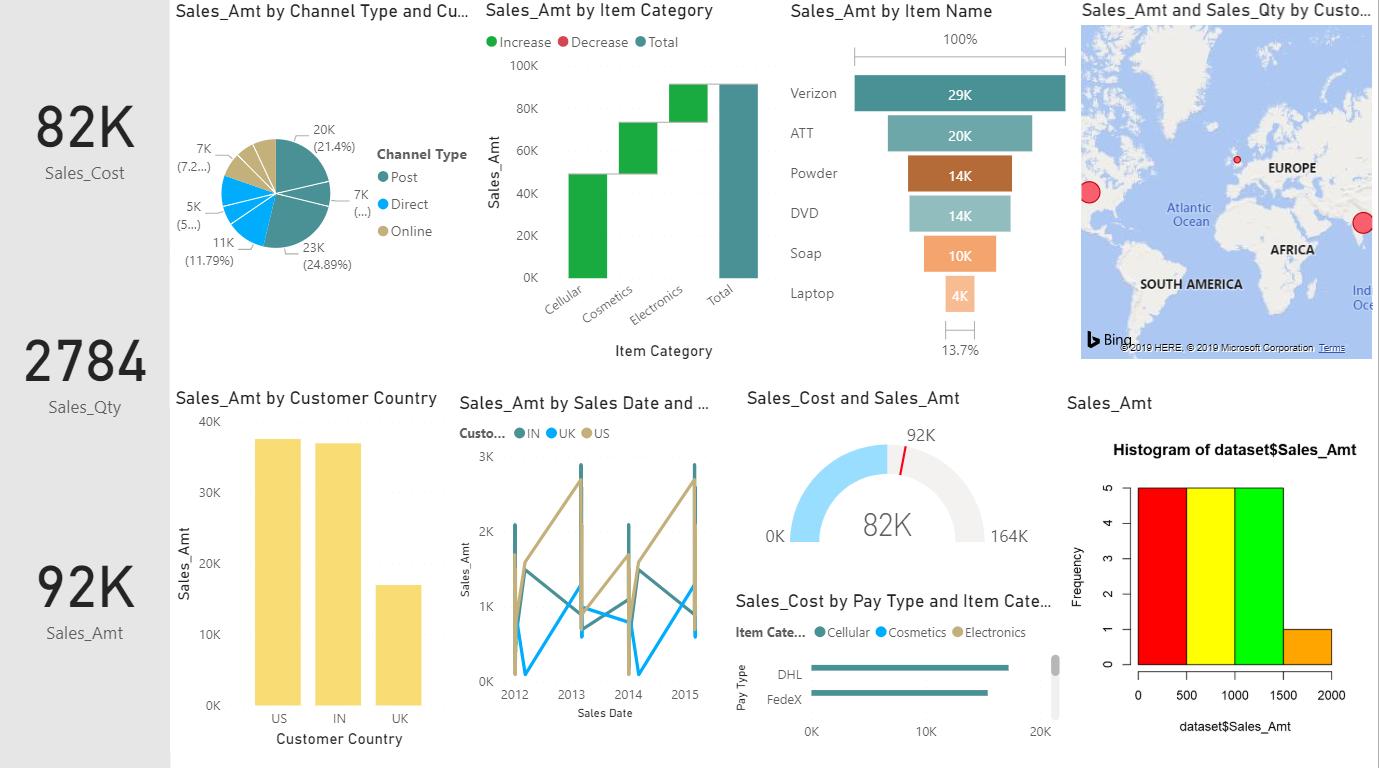 82K
Sales_Cost
2784
Sales_Qty
92K
Sales_Amt
Sales_Amt by Channel Type and Cu...
20K
(21.4%)
7K
(7.2...)
7K
(...)
5K
(5...)
11K
(11.79%)
23K
(24.89%)
Channel Type
Post
Direct
Online
Sales_Amt by Item Category
Increase Decrease Total
Sales_Amt
100K
80K
60K
40K
20K
0K
Cellular
Cosmetics
Electronics
Total
Item Category
Sales_Amt by Item Name
100%
Verizon 29K
ATT 20K
Powder 14K
DVD 14K
Soap 10K
Laptop 4K
13.7%
Sales_Amt and Sales_Qty by Custo...
EUROPE
Atlantic
Ocean
AFRICA
SOUTH AMERICA
Ind
Oce
Bing
© 2019 HERE, © 2019 Microsoft Corporation Terms
Sales_Amt by Customer Country
Sales_Amt
40K
30K
20K
10K
0K
US IN UK
Customer Country
Sales_Amt by Sales Date and ...
Custo... IN UK US
Sales_Amt
3K
2K
1K
0K
2012 2013 2014 2015
Sales Date
Sales_Cost and Sales_Amt
92K
0K 82K 164K
Sales_Cost by Pay Type and Item Cate...
Item Cate... Cellular Cosmetics Electronics
Pay Type
DHL
FedeX
0K 10K 20K
Sales_Amt
Histogram of dataset$Sales_Amt
Frequency
5
4
3
2
1
0
0 500 1000 1500 2000
dataset$Sales_Amt